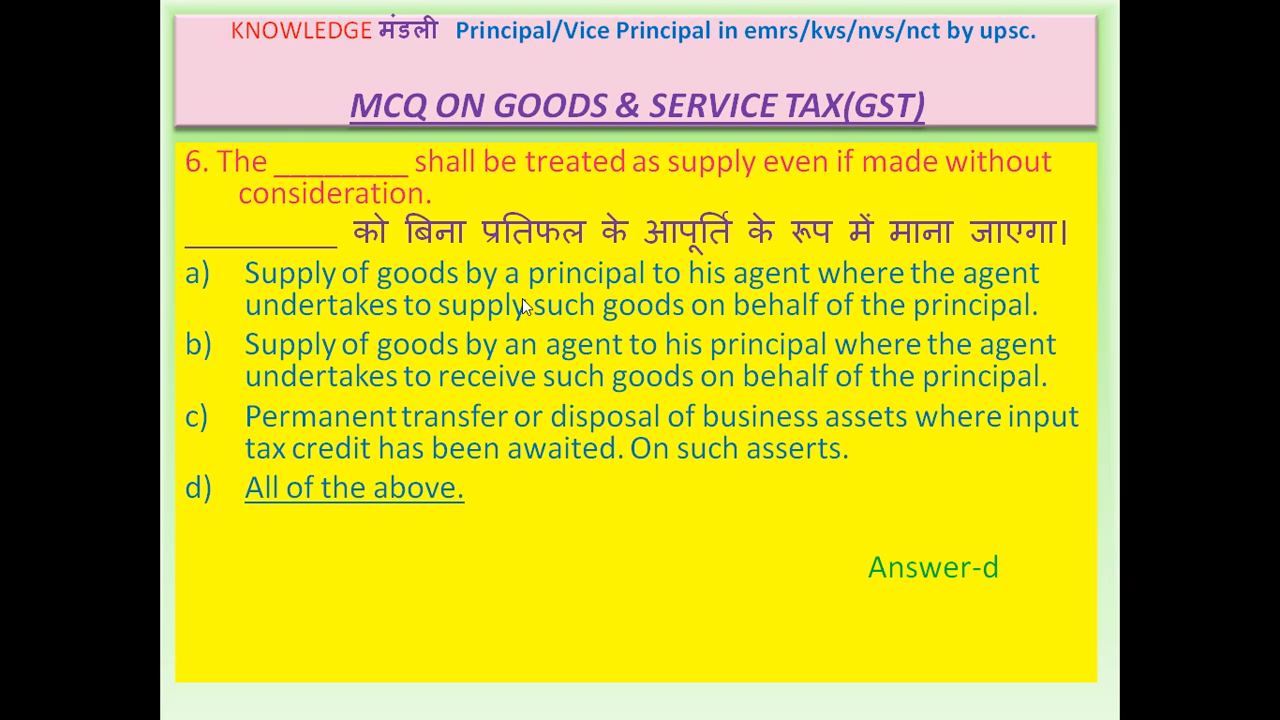 KNOWLEDGE मंडली Principal/Vice Principal in emrs/kvs/nvs/nct by upsc.
MCQ ON GOODS & SERVICE TAX(GST)
6. The ________ shall be treated as supply even if made without
consideration.
_________ को बिना प्रतिफल के आपूर्ति के रूप में माना जाएगा।
a) Supply of goods by a principal to his agent where the agent
undertakes to supply such goods on behalf of the principal.
b) Supply of goods by an agent to his principal where the agent
undertakes to receive such goods on behalf of the principal.
c) Permanent transfer or disposal of business assets where input
tax credit has been awaited. On such asserts.
d) All of the above.
Answer-d